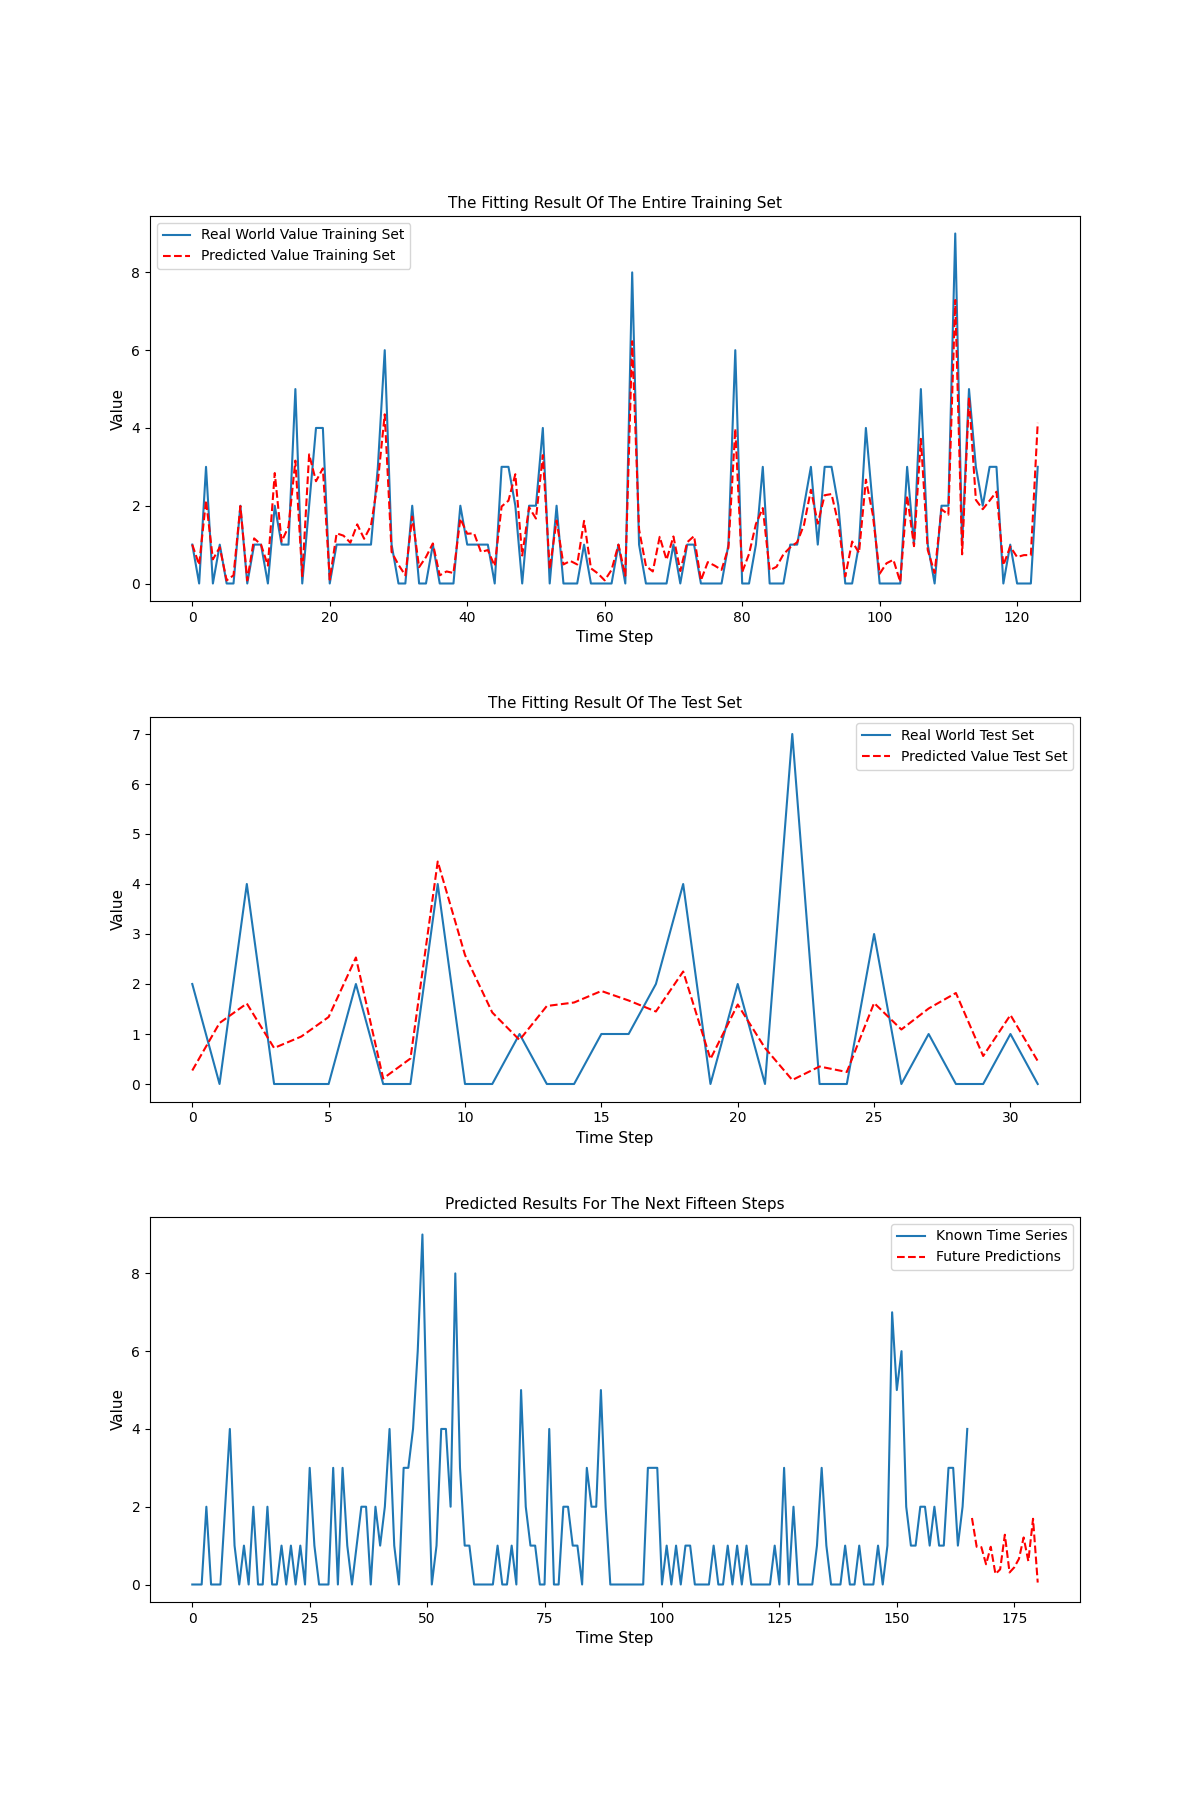 The Fitting Result Of The Entire Training Set
Real World Value Training Set
Predicted Value Training Set
Value
8
6
4
2
0
0 20 40 60 80 100 120
Time Step
The Fitting Result Of The Test Set
Real World Test Set
Predicted Value Test Set
Value
7
6
5
4
3
2
1
0
0 5 10 15 20 25 30
Time Step
Predicted Results For The Next Fifteen Steps
Known Time Series
Future Predictions
Value
8
6
4
2
0
0 25 50 75 100 125 150 175
Time Step